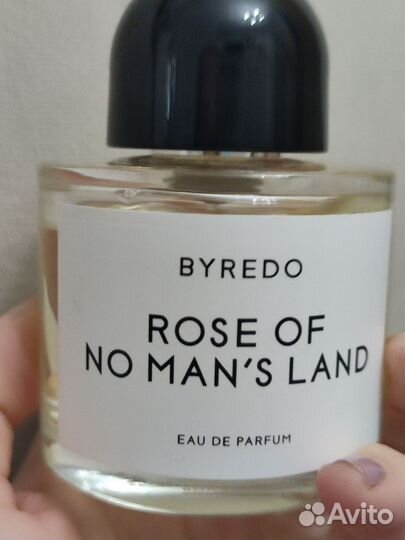 BYREDO
ROSE OF
NO MAN'S LAND
EAU DE PARFUM
Avito